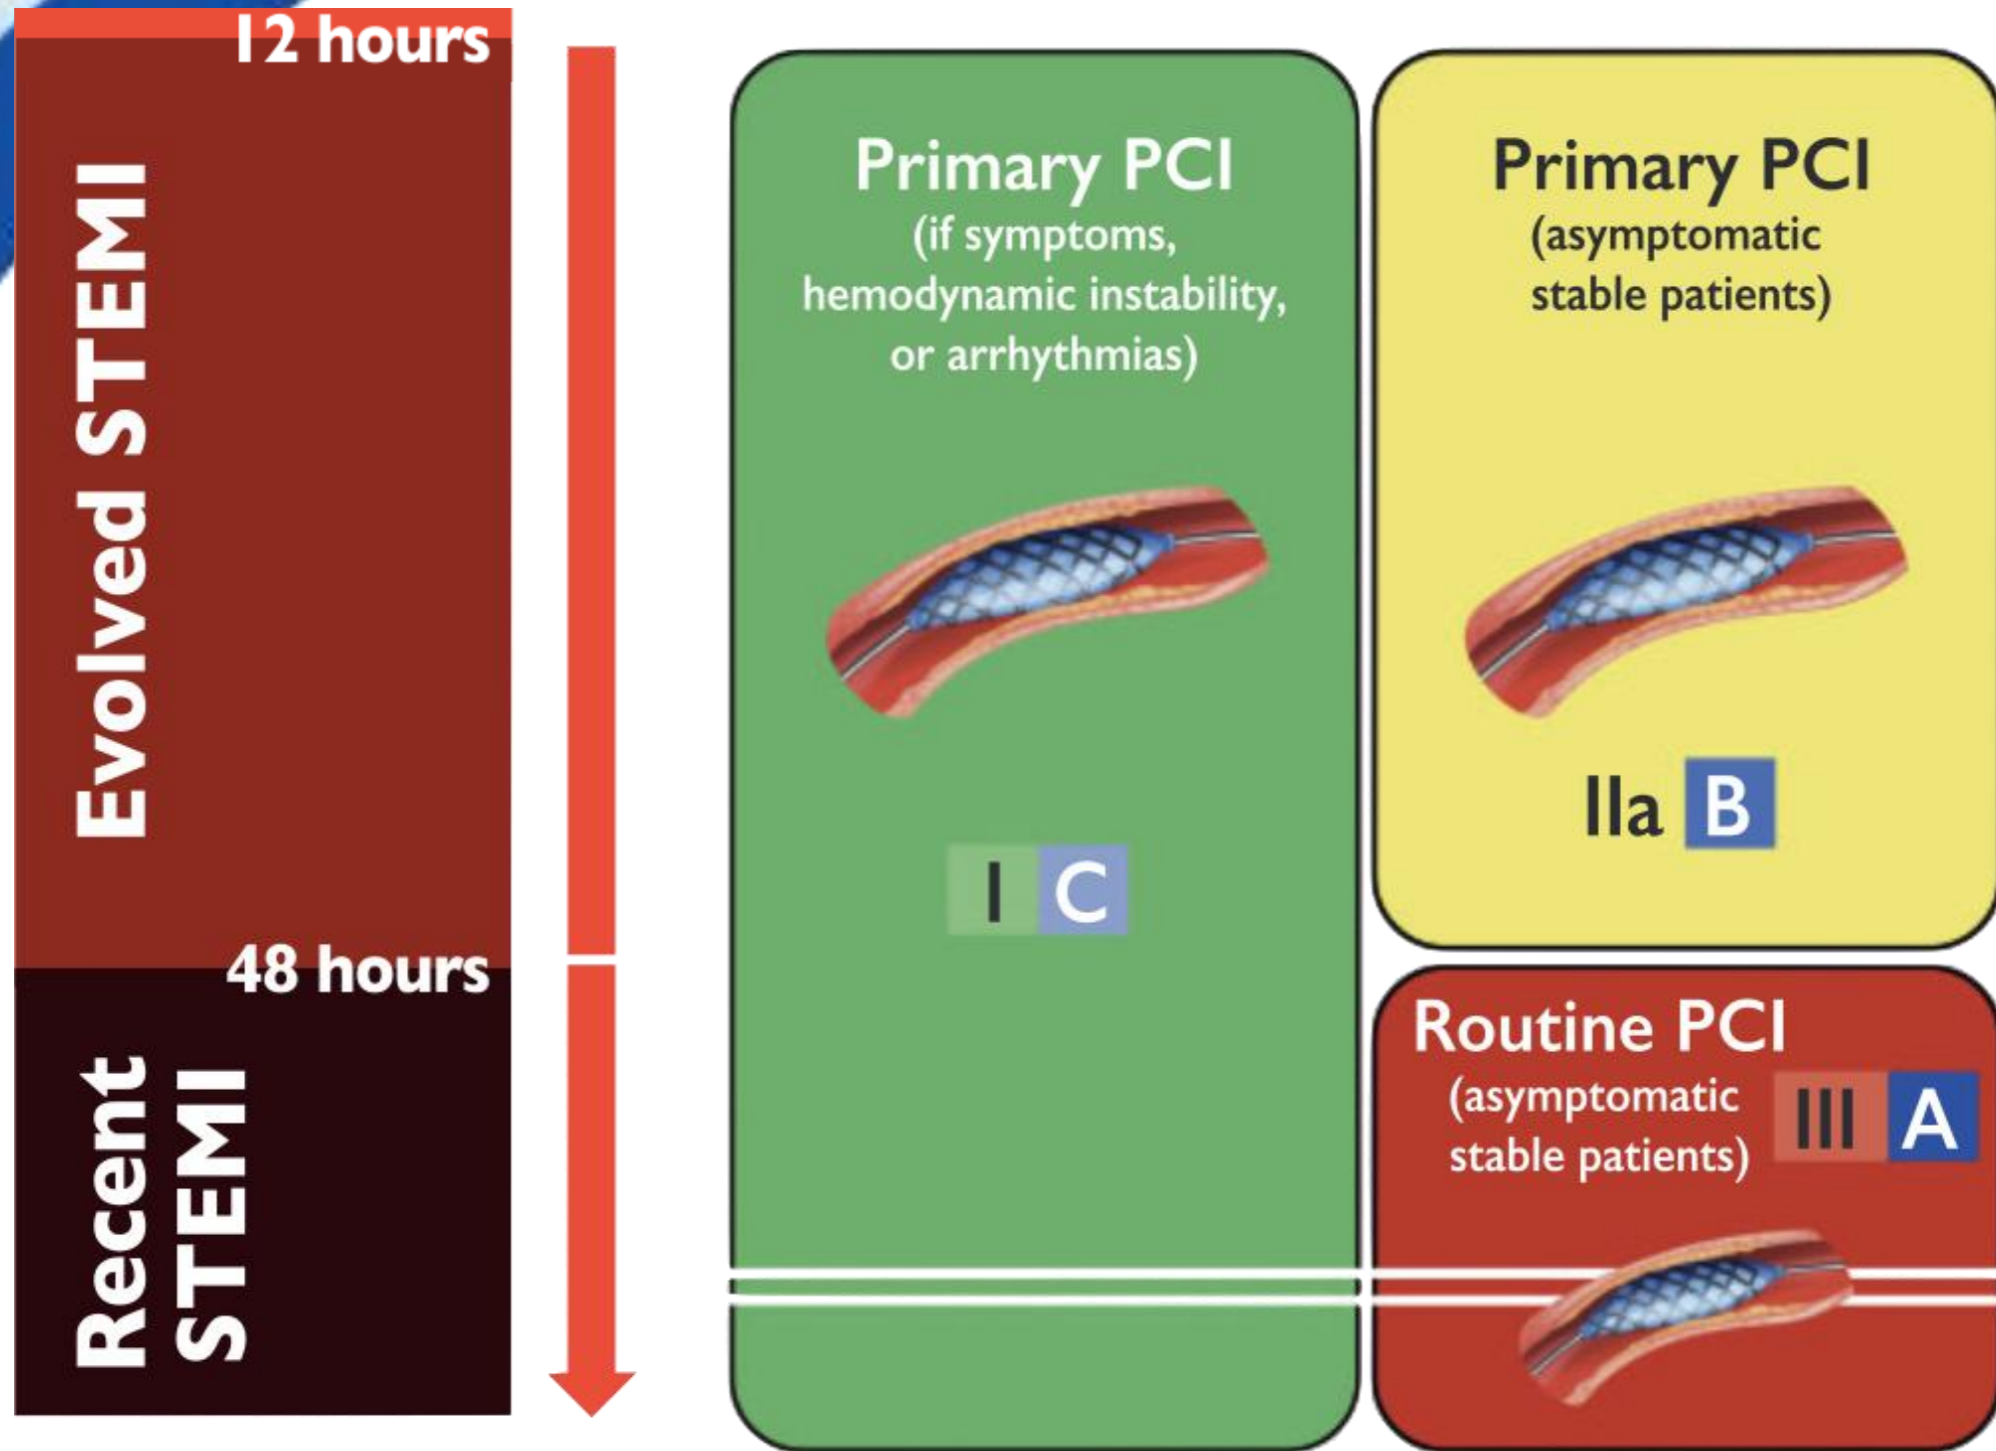 12 hours
Evolved STEMI
48 hours
Recent
STEMI
Primary PCI
(if symptoms,
hemodynamic instability,
or arrhythmias)
I C
Primary PCI
(asymptomatic
stable patients)
IIa B
Routine PCI
(asymptomatic
stable patients)
III A